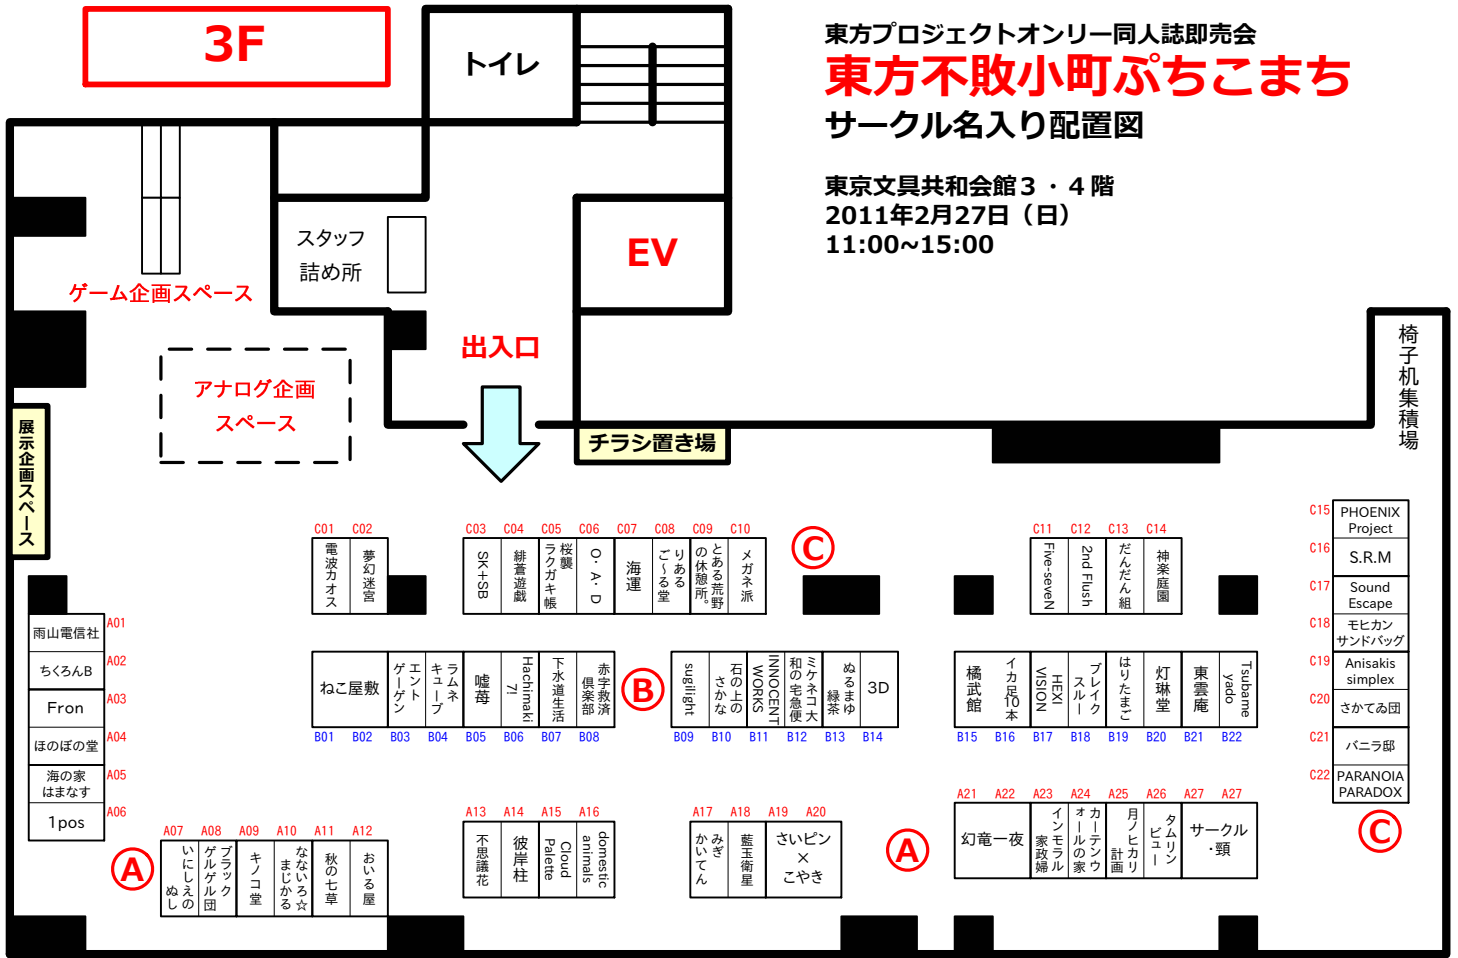 3F
トイレ
東方プロジェクトオンリー同人誌即売会
東方不敗小町ぷちこまち
サークル名入り配置図
東京文具共和会館３・４階
2011年2月27日（日）
11:00~15:00
スタッフ
詰め所
EV
ゲーム企画スペース
出入口
アナログ企画
スペース
椅子机集積場
展示企画スペース
チラシ置き場
C01
電波カオス
C02
夢幻迷宮
C03
SK+SB
C04
緋蒼遊戯
C05
桜襲
ラクガキ帳
C06
O・A・D
C07
海運
C08
りある
ご～る堂
C09
とある荒野
の休憩所。
C10
メガネ派
C
C11
Five-seveN
C12
2nd Flush
C13
だんだん組
C14
神楽庭園
C15
PHOENIX
Project
C16
S.R.M
C17
Sound
Escape
C18
モヒカン
サンドバッグ
C19
Anisakis
simplex
C20
さかてゐ団
C21
バニラ邸
C22
PARANOIA
PARADOX
C
雨山電信社
A01
ちくろんB
A02
Fron
A03
ほのぼの堂
A04
海の家
はまなす
A05
1pos
A06
ねこ屋敷
B01
B02
エント
ゲーゲン
B03
ラムネ
キューブ
B04
嘘苺
B05
Hachimaki
7!
B06
下水道生活
B07
赤字救済
倶楽部
B08
B
sugilight
B09
石の上の
さかな
B10
INNOCENT
WORKS
B11
ミケネコ大
和の宅急便
B12
ぬるまゆ
緑茶
B13
3D
B14
橘武館
B15
イカ足10本
B16
HEXI
VISION
B17
ブレイク
スルー
B18
はりたまご
B19
灯琳堂
B20
東雲庵
B21
Tsubame
yado
B22
A
A07
いにしえの
ぬし
A08
ブラック
ゲルゲル団
A09
キノコ堂
A10
なないろ☆
まじかる
A11
秋の七草
A12
おいる屋
A13
不思議花
A14
彼岸柱
A15
Cloud
Palette
A16
domestic
animals
A17
みぎ
かいてん
A18
藍玉衛星
A19
A20
さいピン
×
こやき
A
A21
A22
幻竜一夜
A23
インモラル
家政婦
A24
カーテンウ
ォールの家
A25
月ノヒカリ
計画
A26
タムリン
ビュー
A27
A27
サークル
・頸